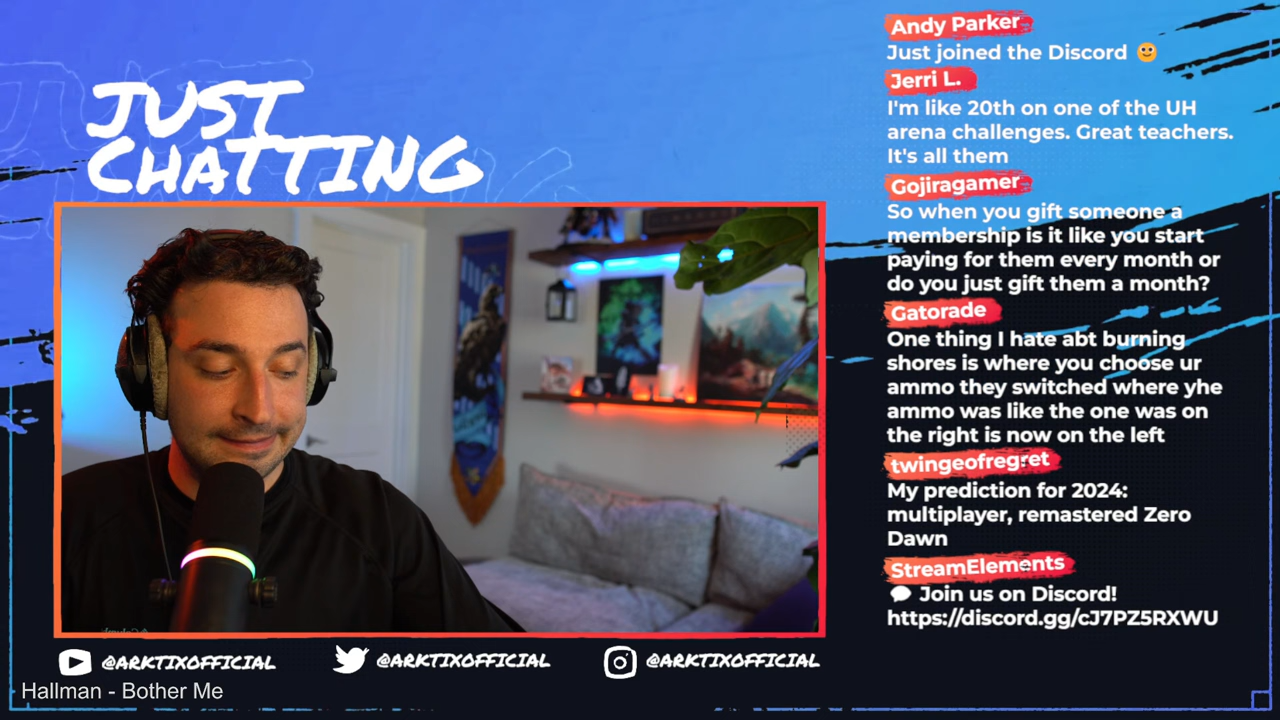 JUST
CHATTING
@ARKTIXOFFICIAL
@ARKTIXOFFICIAL
@ARKTIXOFFICIAL
Hallman - Bother Me
Andy Parker
Just joined the Discord 🙂
Jerri L.
I'm like 20th on one of the UH
arena challenges. Great teachers.
It's all them
Gojiragamer
So when you gift someone a
membership is it like you start
paying for them every month or
do you just gift them a month?
Gatorade
One thing I hate abt burning
shores is where you choose ur
ammo they switched where yhe
ammo was like the one was on
the right is now on the left
twingeofregret
My prediction for 2024:
multiplayer, remastered Zero
Dawn
StreamElements
💬 Join us on Discord!
https://discord.gg/cJ7PZ5RXWU